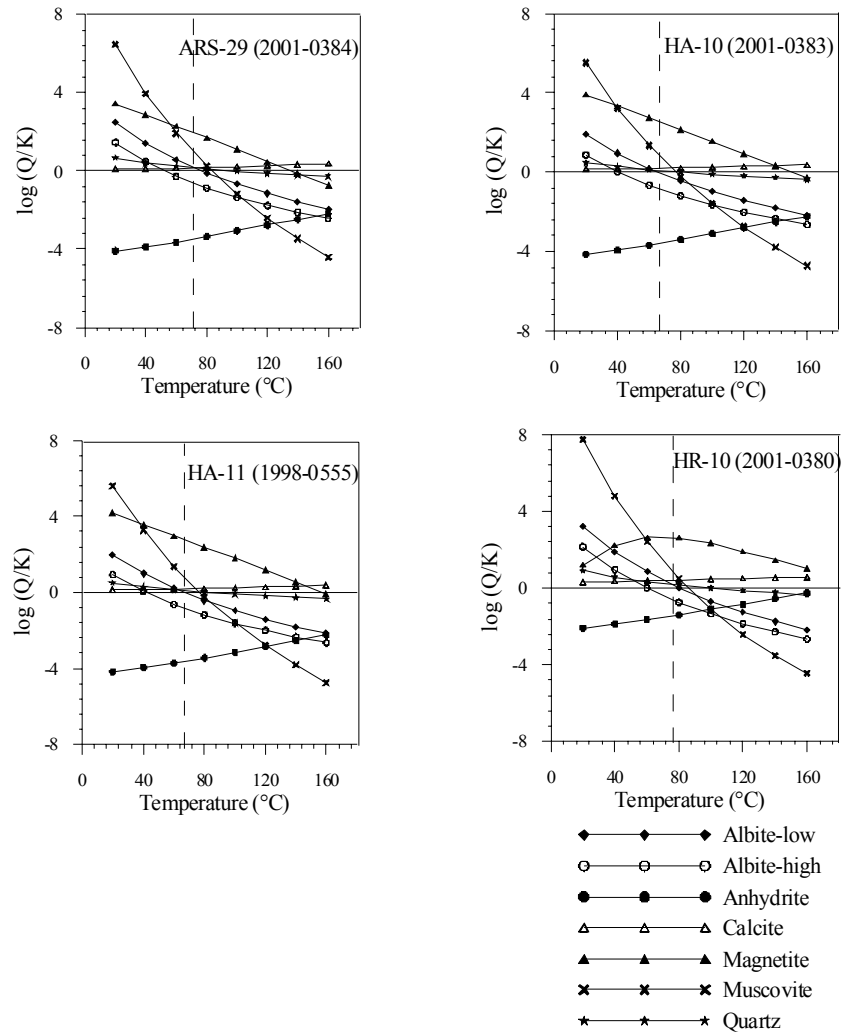 ARS-29 (2001-0384)
8
4
0
-4
-8
log (Q/K)
0 40 80 120 160
Temperature (°C)
HA-10 (2001-0383)
8
4
0
-4
-8
log (Q/K)
0 40 80 120 160
Temperature (°C)
HA-11 (1998-0555)
8
4
0
-4
-8
log (Q/K)
0 40 80 120 160
Temperature (°C)
HR-10 (2001-0380)
8
4
0
-4
-8
log (Q/K)
0 40 80 120 160
Temperature (°C)
Albite-low
Albite-high
Anhydrite
Calcite
Magnetite
Muscovite
Quartz